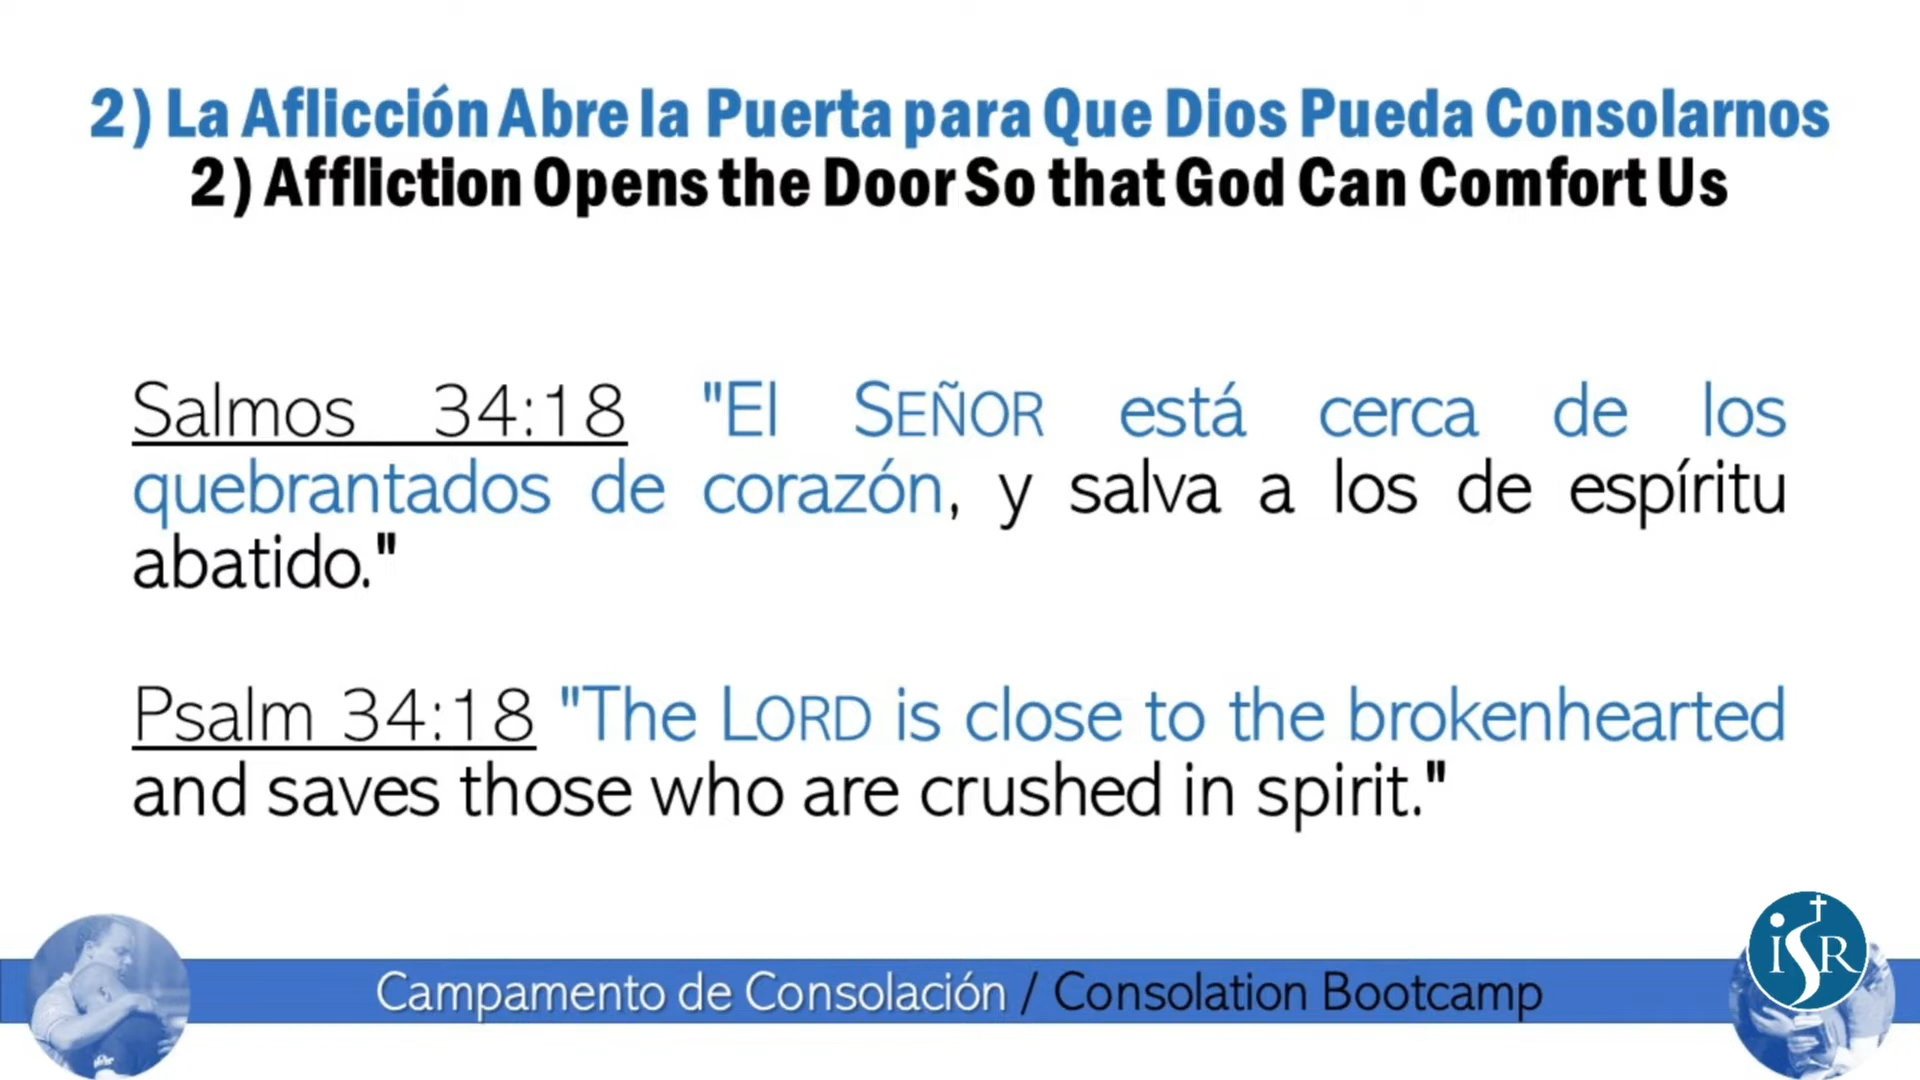 2) La Aflicción Abre la Puerta para Que Dios Pueda Consolarnos
2) Affliction Opens the Door So that God Can Comfort Us
Salmos 34:18 "El SEÑOR está cerca de los
quebrantados de corazón, y salva a los de espíritu
abatido."
Psalm 34:18 "The LORD is close to the brokenhearted
and saves those who are crushed in spirit."
iSR
Campamento de Consolación / Consolation Bootcamp